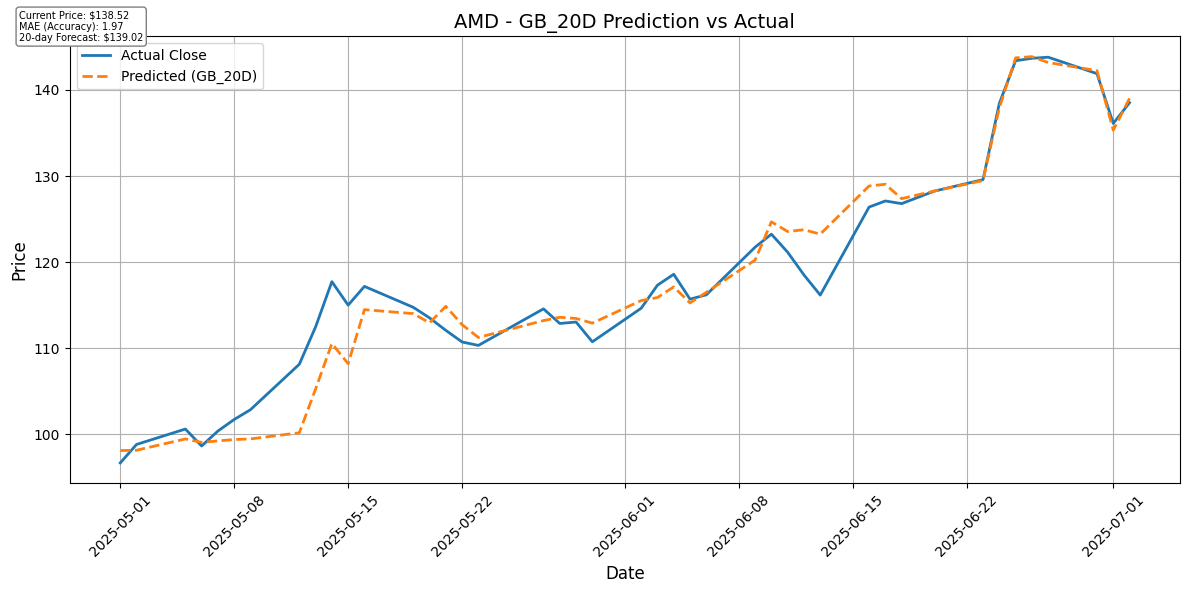 AMD - GB_20D Prediction vs Actual
Current Price: $138.52
MAE (Accuracy): 1.97
20-day Forecast: $139.02
Actual Close
Predicted (GB_20D)
Price
140
130
120
110
100
2025-05-01
2025-05-08
2025-05-15
2025-05-22
2025-06-01
2025-06-08
2025-06-15
2025-06-22
2025-07-01
Date